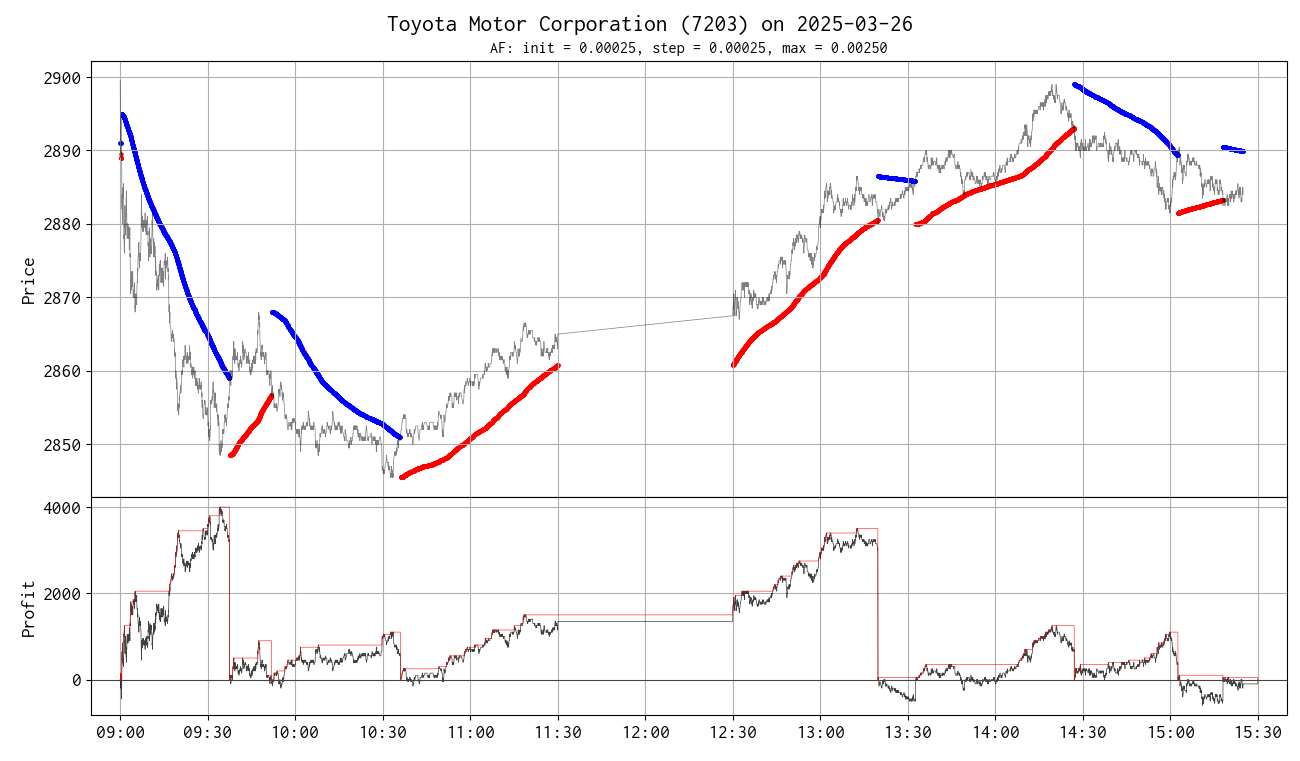 Toyota Motor Corporation (7203) on 2025-03-26
AF: init = 0.00025, step = 0.00025, max = 0.00250
Price
2900
2890
2880
2870
2860
2850
Profit
4000
2000
0
09:00 09:30 10:00 10:30 11:00 11:30 12:00 12:30 13:00 13:30 14:00 14:30 15:00 15:30